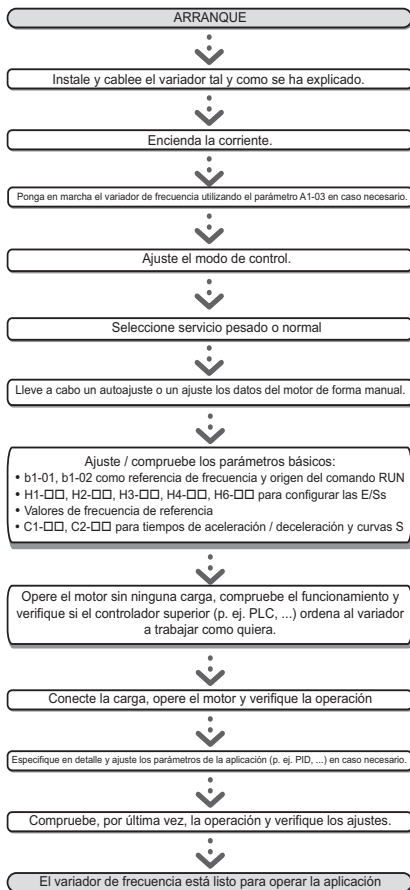 ARRANQUE
Instale y cablee el variador tal y como se ha explicado.
Encienda la corriente.
Ponga en marcha el variador de frecuencia utilizando el parámetro A1-03 en caso necesario.
Ajuste el modo de control.
Seleccione servicio pesado o normal
Lleve a cabo un autoajuste o un ajuste los datos del motor de forma manual.
Ajuste / compruebe los parámetros básicos:
• b1-01, b1-02 como referencia de frecuencia y origen del comando RUN
• H1-□□, H2-□□, H3-□□, H4-□□, H6-□□ para configurar las E/Ss
• Valores de frecuencia de referencia
• C1-□□, C2-□□ para tiempos de aceleración / deceleración y curvas S
Opere el motor sin ninguna carga, compruebe el funcionamiento y
verifique si el controlador superior (p. ej. PLC, ...) ordena al variador
a trabajar como quiera.
Conecte la carga, opere el motor y verifique la operación
Especifique en detalle y ajuste los parámetros de la aplicación (p. ej. PID, ...) en caso necesario.
Compruebe, por última vez, la operación y verifique los ajustes.
El variador de frecuencia está listo para operar la aplicación